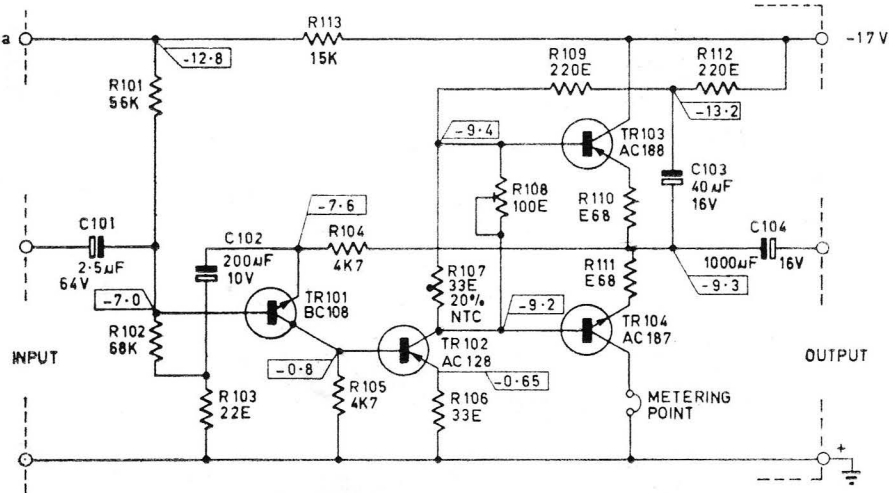 a
R113
15K
-17V
-12·8
R101
56K
R109
220E
R112
220E
-13·2
-9·4
TR103
AC188
R108
100E
R110
E68
C103
40µF
16V
-7·6
C101
2·5µF
64V
C102
200µF
10V
R104
4K7
C104
1000µF
16V
R107
33E
20%
NTC
R111
E68
-9·3
-7·0
TR101
BC108
-9·2
R102
68K
TR102
AC128
TR104
AC187
INPUT
OUTPUT
-0·8
-0·65
R103
22E
R105
4K7
R106
33E
METERING
POINT
+